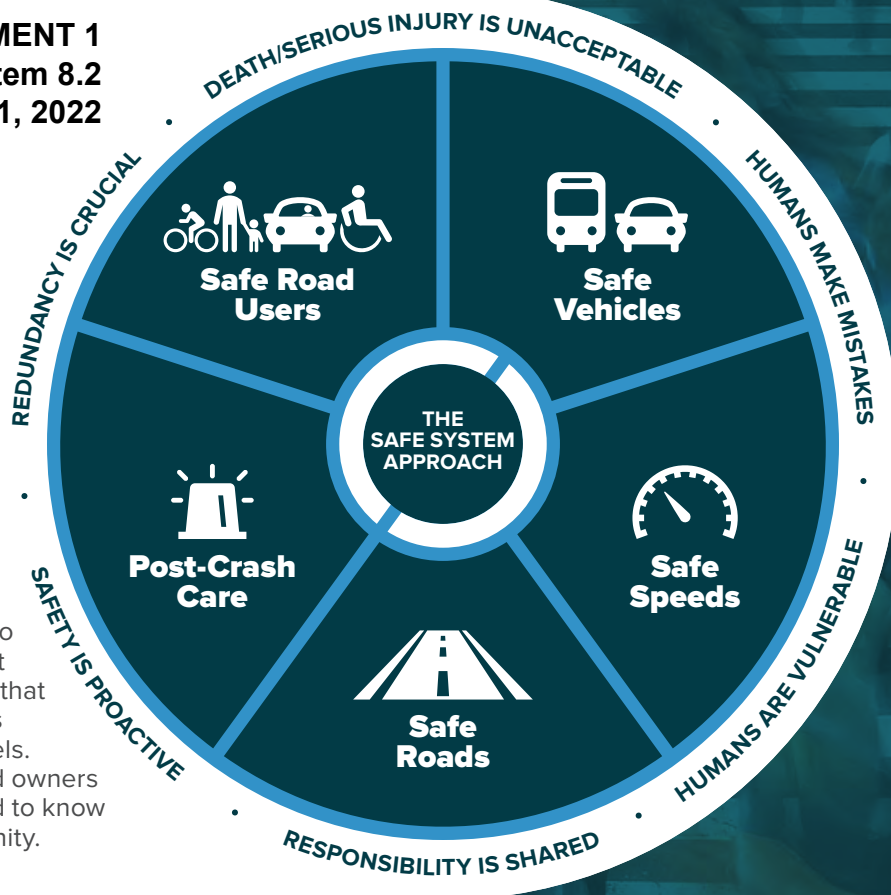 MENT 1
tem 8.2
1, 2022
DEATH/SERIOUS INJURY IS UNACCEPTABLE
HUMANS MAKE MISTAKES
HUMANS ARE VULNERABLE
RESPONSIBILITY IS SHARED
SAFETY IS PROACTIVE
REDUNDANCY IS CRUCIAL
Safe Road
Users
Safe
Vehicles
THE
SAFE SYSTEM
APPROACH
Post-Crash
Care
Safe
Speeds
Safe
Roads
o
t
that
s
els.
d owners
d to know
nity.